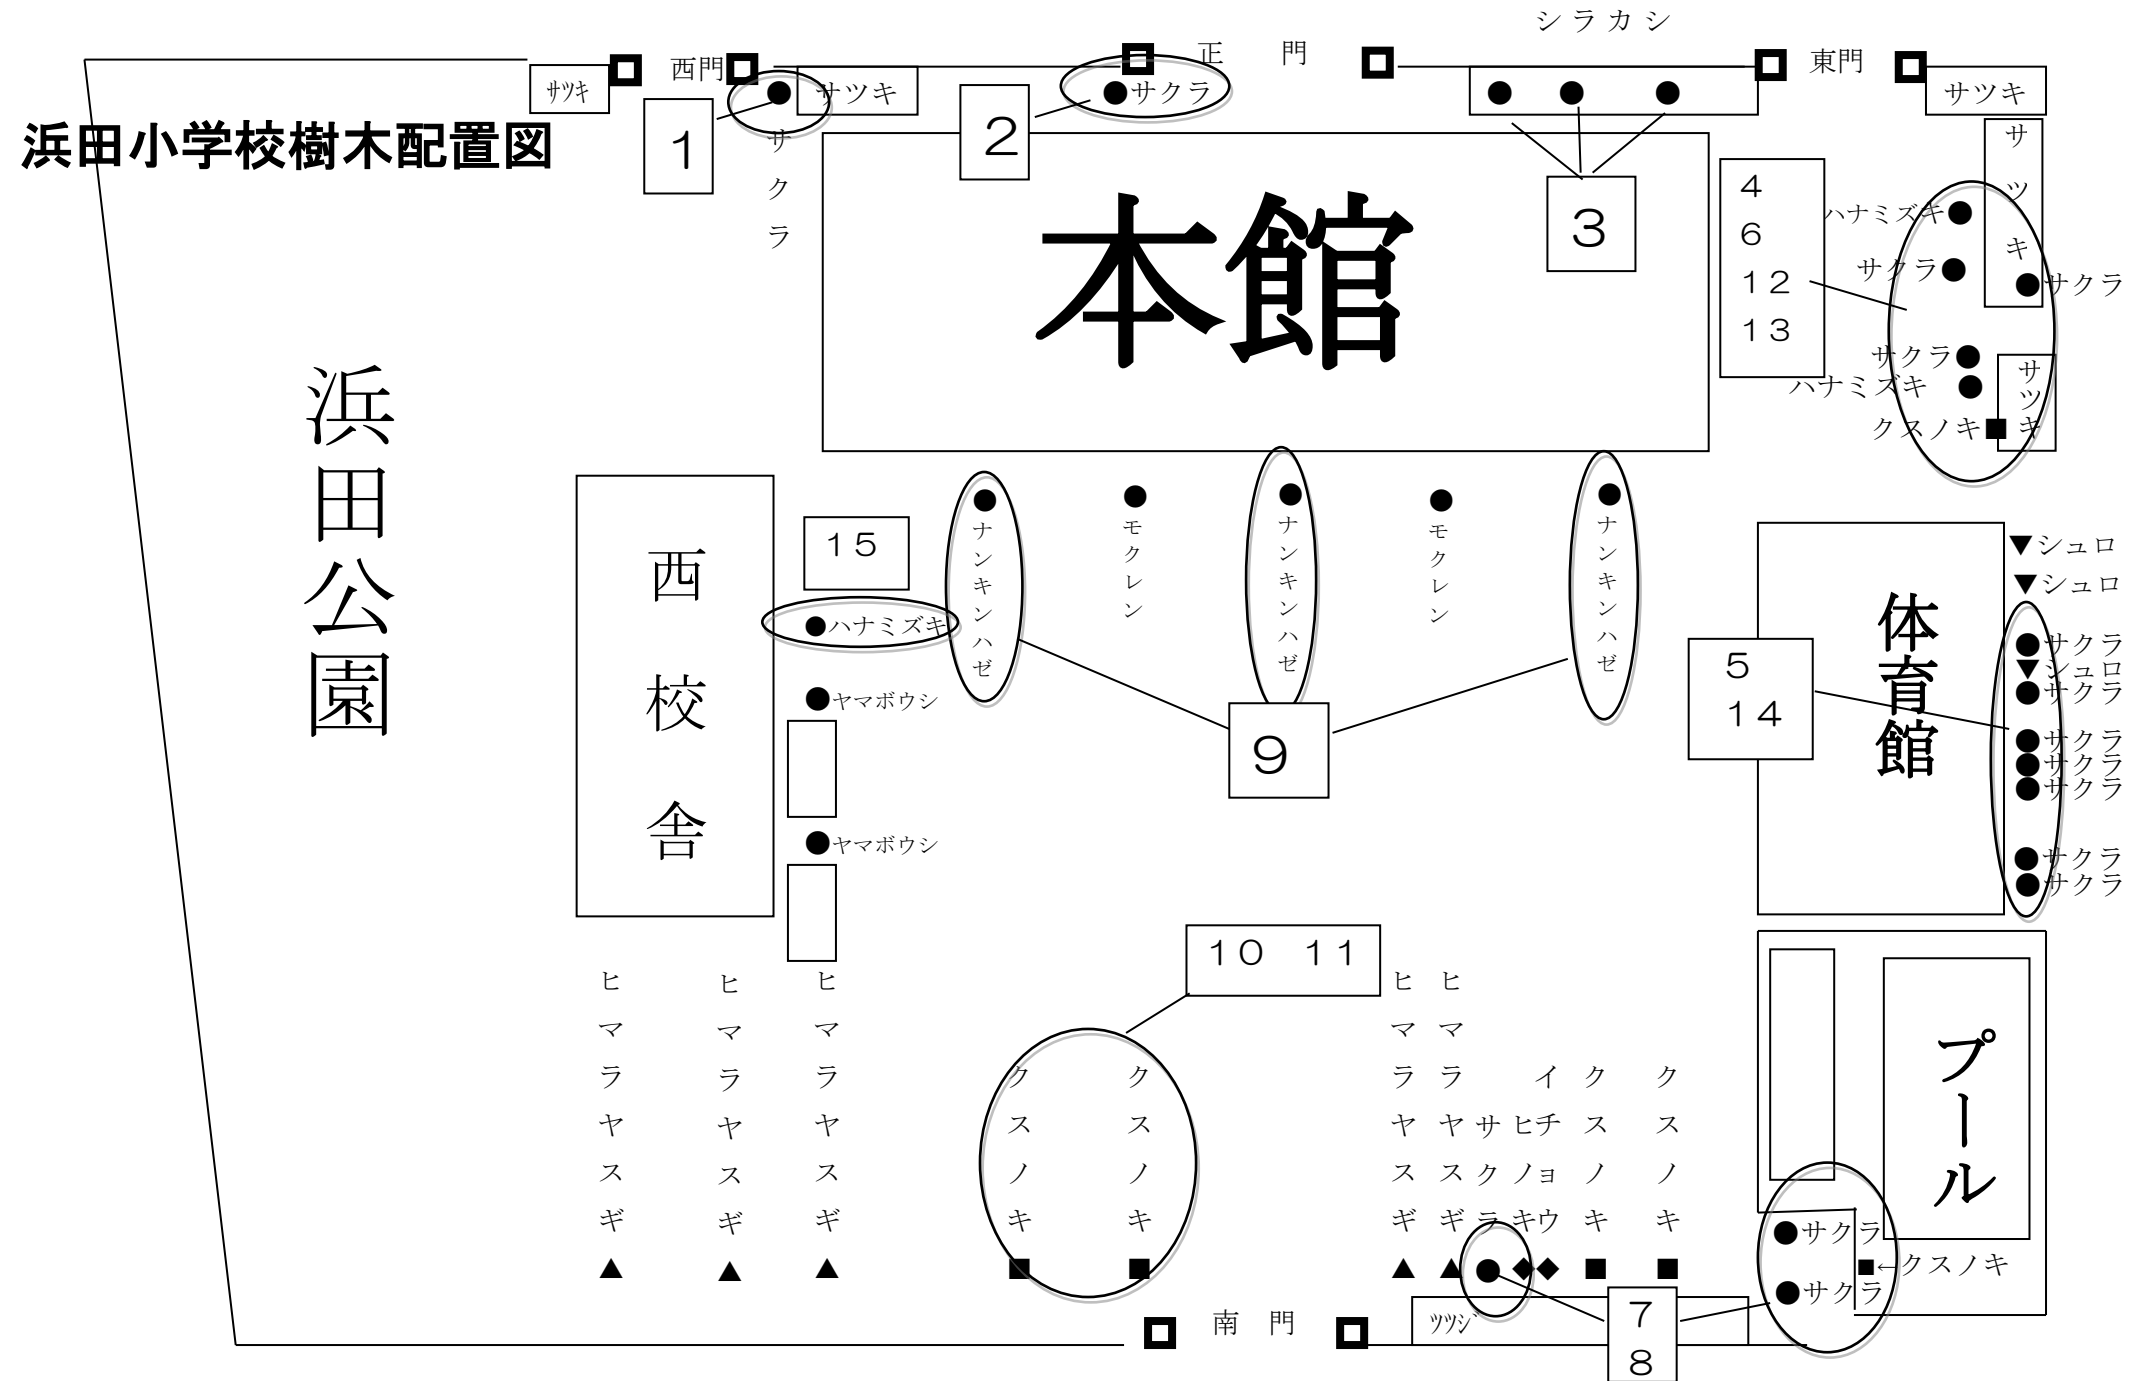 シラカシ
西門
正　門
東門
サツキ
サツキ
サクラ
サツキ
浜田小学校樹木配置図
1
サクラ
2
3
本館
4
6
12
13
サツキ
ハナミズキ
サクラ
サクラ
サクラ
ハナミズキ
サツキ
クスノキ
浜田公園
西校舎
15
ハナミズキ
ヤマボウシ
ヤマボウシ
ナンキンハゼ
モクレン
ナンキンハゼ
モクレン
ナンキンハゼ
9
体育館
5
14
シュロ
シュロ
サクラ
シュロ
サクラ
サクラ
サクラ
サクラ
サクラ
サクラ
10　11
ヒマラヤスギ
ヒマラヤスギ
ヒマラヤスギ
クスノキ
クスノキ
ヒマラヤスギ
ヒマラヤスギ
サクラ
ヒノキ
イチョウ
クスノキ
クスノキ
プール
サクラ
←クスノキ
サクラ
南　門
ツツジ
7
8